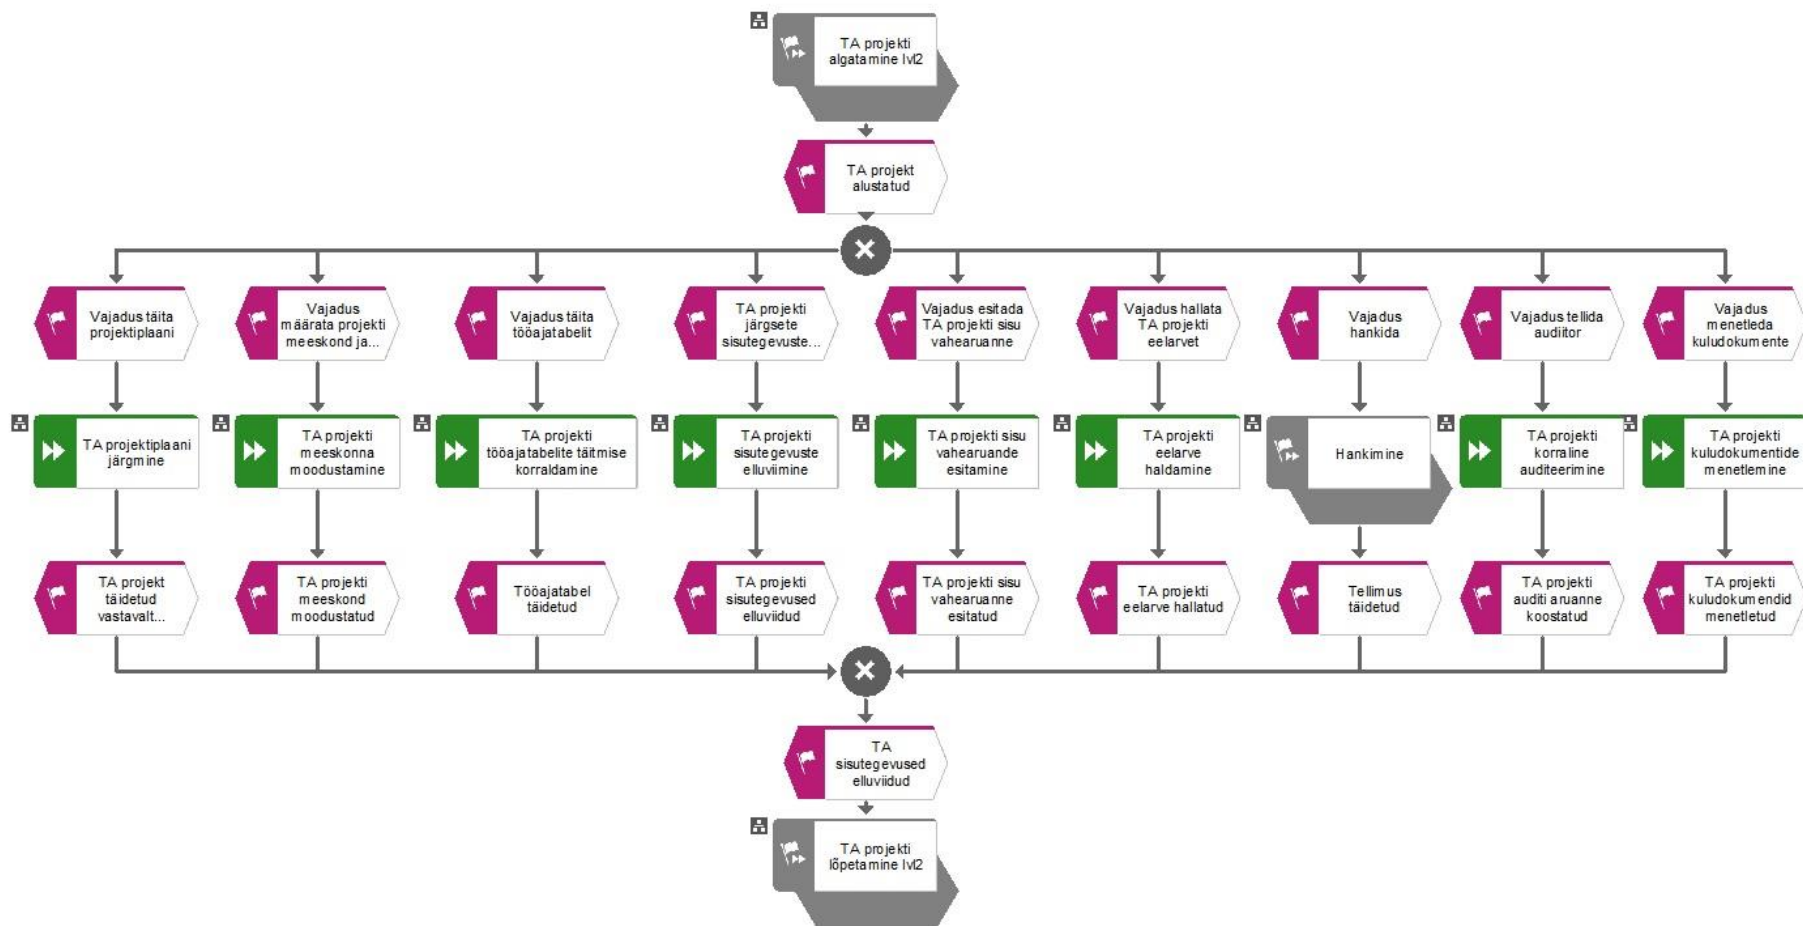 TA projekti
algatamine lvl2
TA projekt
alustatud
Vajadus täita
projektiplaani
Vajadus
määrata projekti
meeskond ja...
Vajadus täita
tööajatabelit
TA projekti
järgsete
sisutegevuste...
Vajadus esitada
TA projekti sisu
vahearuanne
Vajadus hallata
TA projekti
eelarvet
Vajadus
hankida
Vajadus tellida
audiitor
Vajadus
menetleda
kuludokumente
TA projektiplaani
järgmine
TA projekti
meeskonna
moodustamine
TA projekti
tööajatabelite täitmise
korraldamine
TA projekti
sisutegevuste
elluviimine
TA projekti sisu
vahearuande
esitamine
TA projekti
eelarve
haldamine
Hankimine
TA projekti
korraline
auditeerimine
TA projekti
kuludokumentide
menetlemine
TA projekt
täidetud
vastavalt...
TA projekti
meeskond
moodustatud
Tööajatabel
täidetud
TA projekti
sisutegevused
elluviidud
TA projekti sisu
vahearuanne
esitatud
TA projekti
eelarve hallatud
Tellimus
täidetud
TA projekti
auditi aruanne
koostatud
TA projekti
kuludokumendid
menetletud
TA
sisutegevused
elluviidud
TA projekti
lõpetamine lvl2